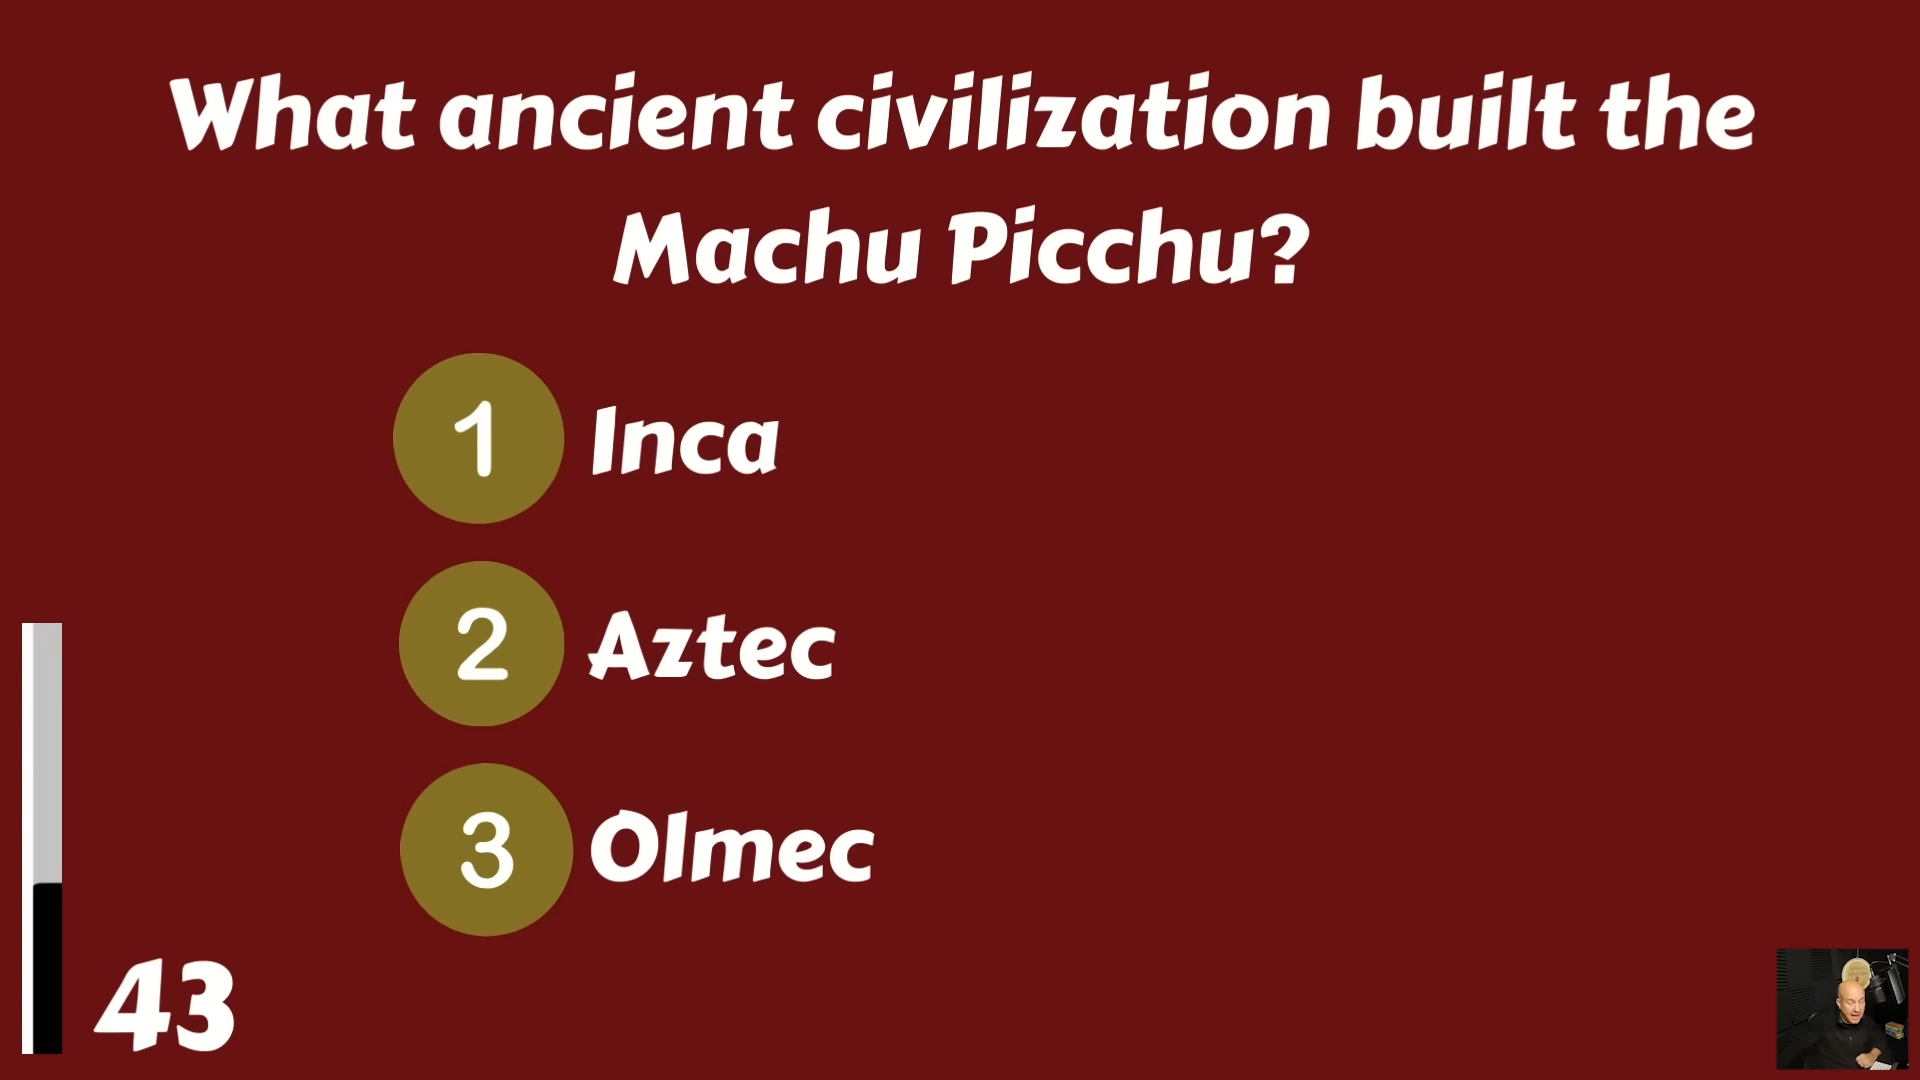 What ancient civilization built the
Machu Picchu?
1 Inca
2 Aztec
3 Olmec
43